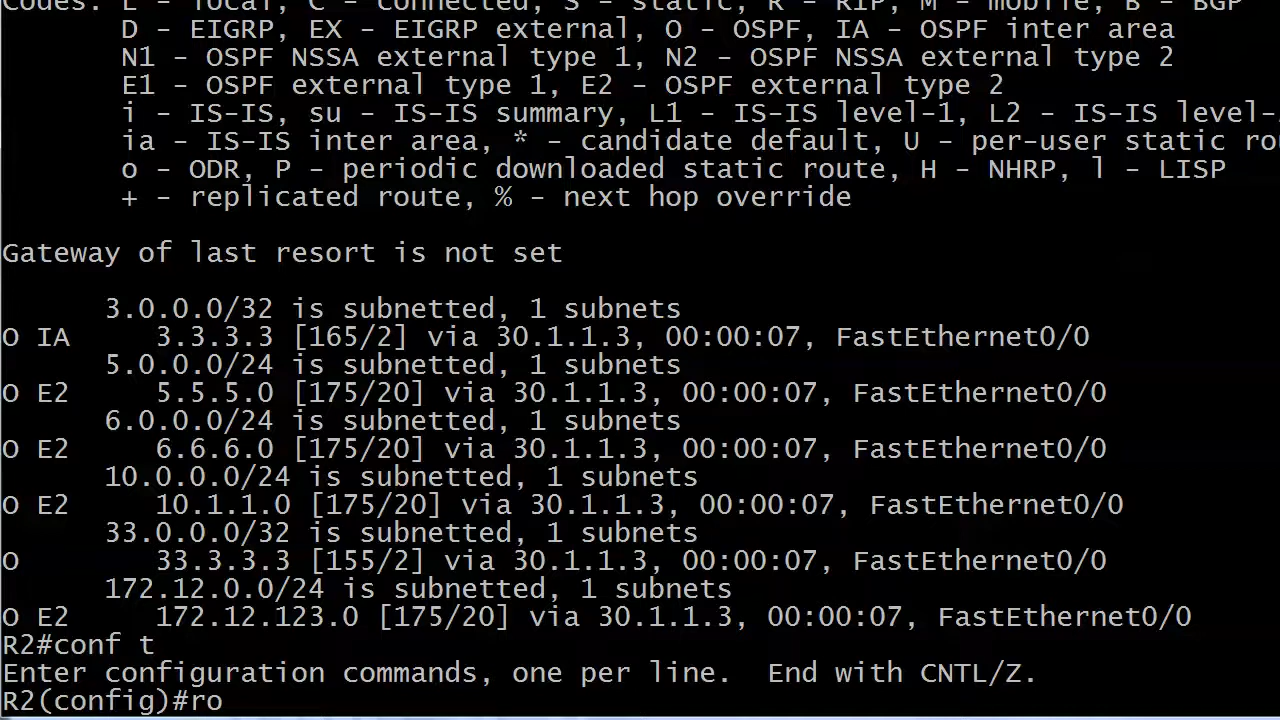 Codes: L - local, C - connected, S - static, R - RIP, M - mobile, B - BGP
D - EIGRP, EX - EIGRP external, O - OSPF, IA - OSPF inter area
N1 - OSPF NSSA external type 1, N2 - OSPF NSSA external type 2
E1 - OSPF external type 1, E2 - OSPF external type 2
i - IS-IS, su - IS-IS summary, L1 - IS-IS level-1, L2 - IS-IS level-
ia - IS-IS inter area, * - candidate default, U - per-user static rou
o - ODR, P - periodic downloaded static route, H - NHRP, l - LISP
+ - replicated route, % - next hop override
Gateway of last resort is not set
3.0.0.0/32 is subnetted, 1 subnets
O IA 3.3.3.3 [165/2] via 30.1.1.3, 00:00:07, FastEthernet0/0
5.0.0.0/24 is subnetted, 1 subnets
O E2 5.5.5.0 [175/20] via 30.1.1.3, 00:00:07, FastEthernet0/0
6.0.0.0/24 is subnetted, 1 subnets
O E2 6.6.6.0 [175/20] via 30.1.1.3, 00:00:07, FastEthernet0/0
10.0.0.0/24 is subnetted, 1 subnets
O E2 10.1.1.0 [175/20] via 30.1.1.3, 00:00:07, FastEthernet0/0
33.0.0.0/32 is subnetted, 1 subnets
O 33.3.3.3 [155/2] via 30.1.1.3, 00:00:07, FastEthernet0/0
172.12.0.0/24 is subnetted, 1 subnets
O E2 172.12.123.0 [175/20] via 30.1.1.3, 00:00:07, FastEthernet0/0
R2#conf t
Enter configuration commands, one per line. End with CNTL/Z.
R2(config)#ro